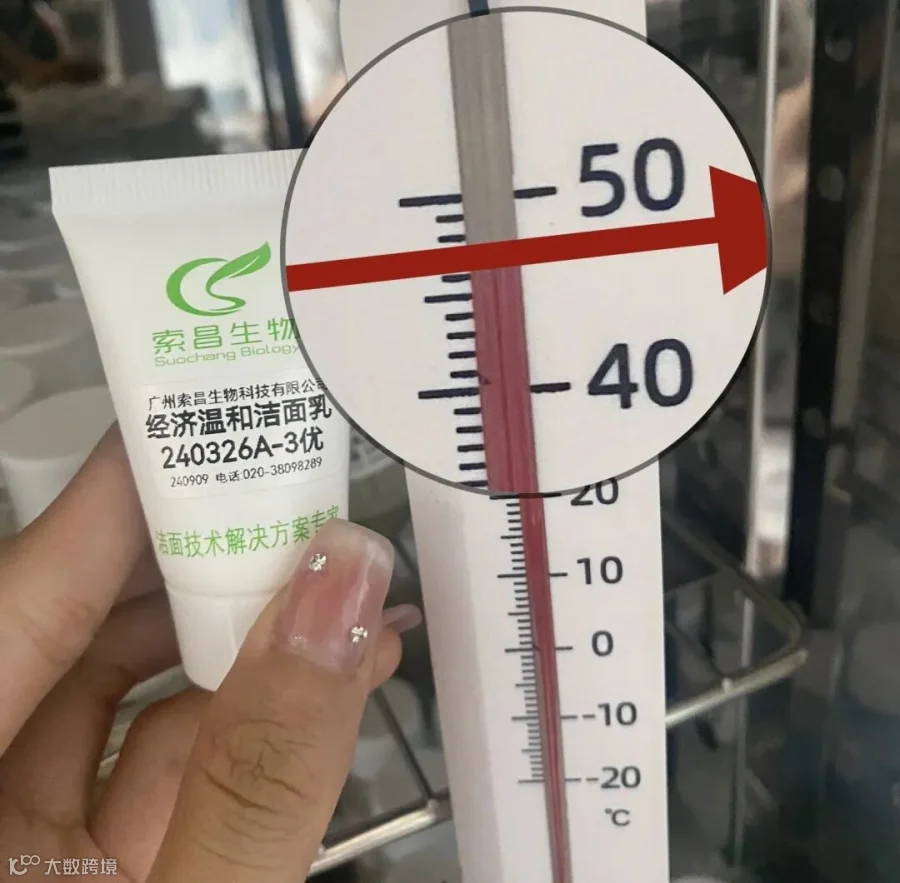 索昌生物
Suochang Biology
广州索昌生物科技有限公司
经济温和洁面乳
240326A-3优
240909 电话:020-38098289
洁面技术解决方案专家
50
40
20
10
0
-10
-20
℃
大数跨境